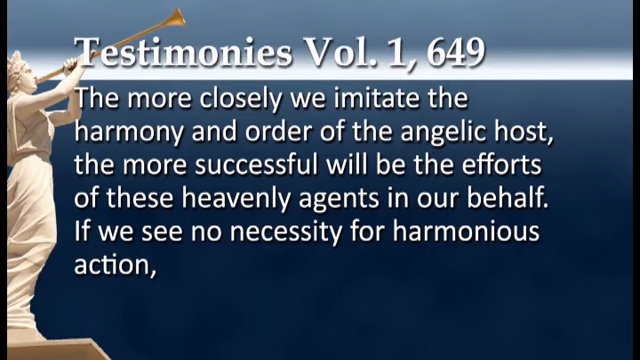 Testimonies Vol. 1, 649
The more closely we imitate the
harmony and order of the angelic host,
the more successful will be the efforts
of these heavenly agents in our behalf.
If we see no necessity for harmonious
action,